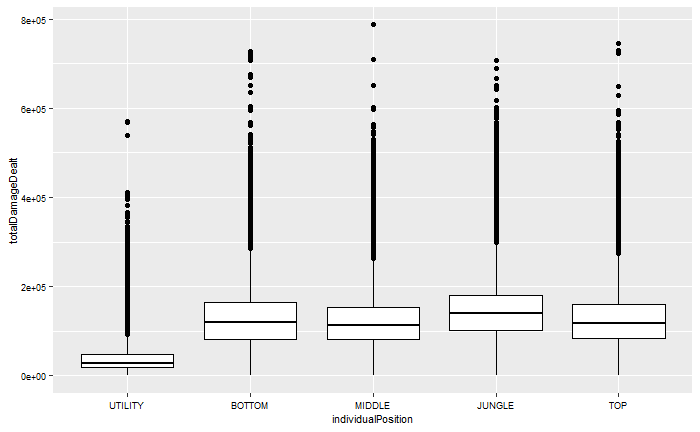 8e+05
6e+05
4e+05
2e+05
0e+00
totalDamageDealt
UTILITY BOTTOM MIDDLE JUNGLE TOP
individualPosition